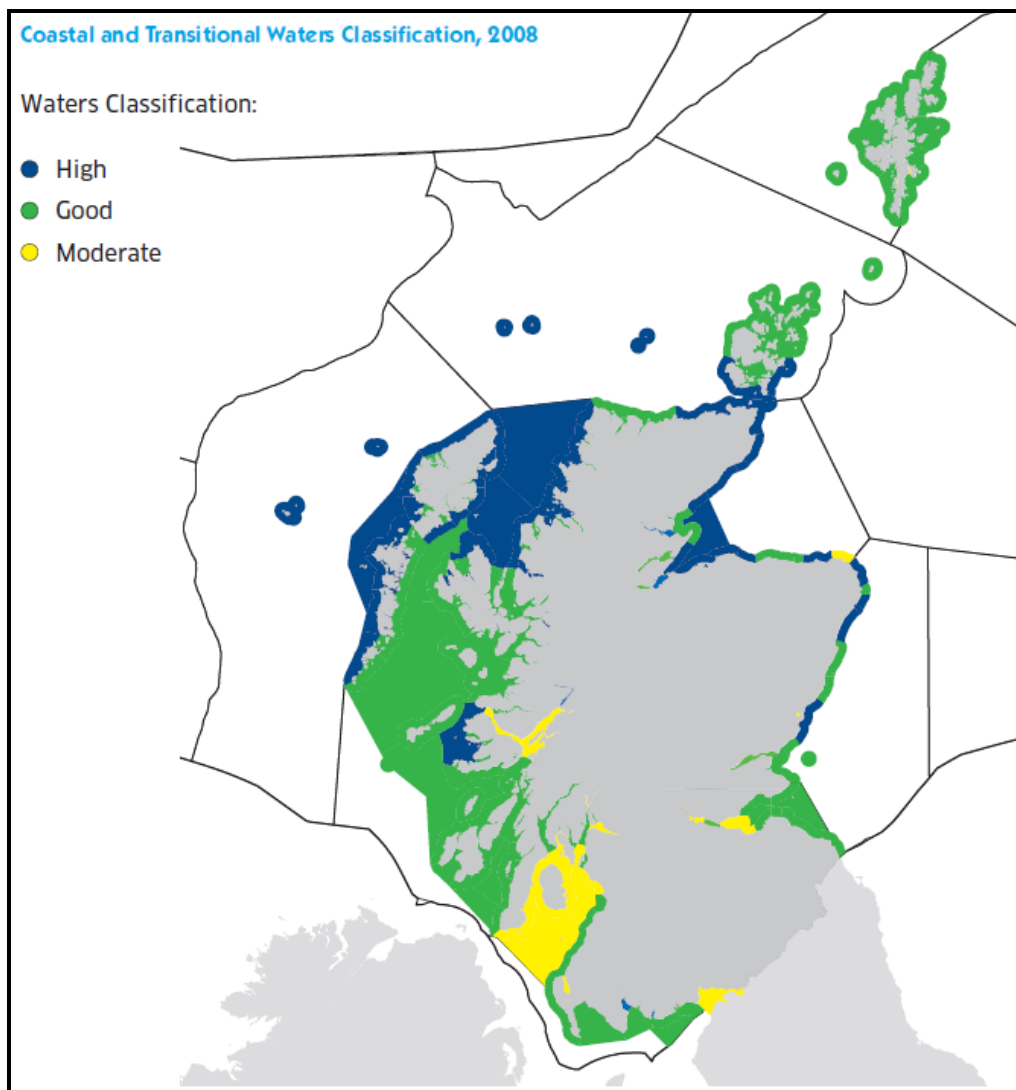 Coastal and Transitional Waters Classification, 2008
Waters Classification:
High
Good
Moderate